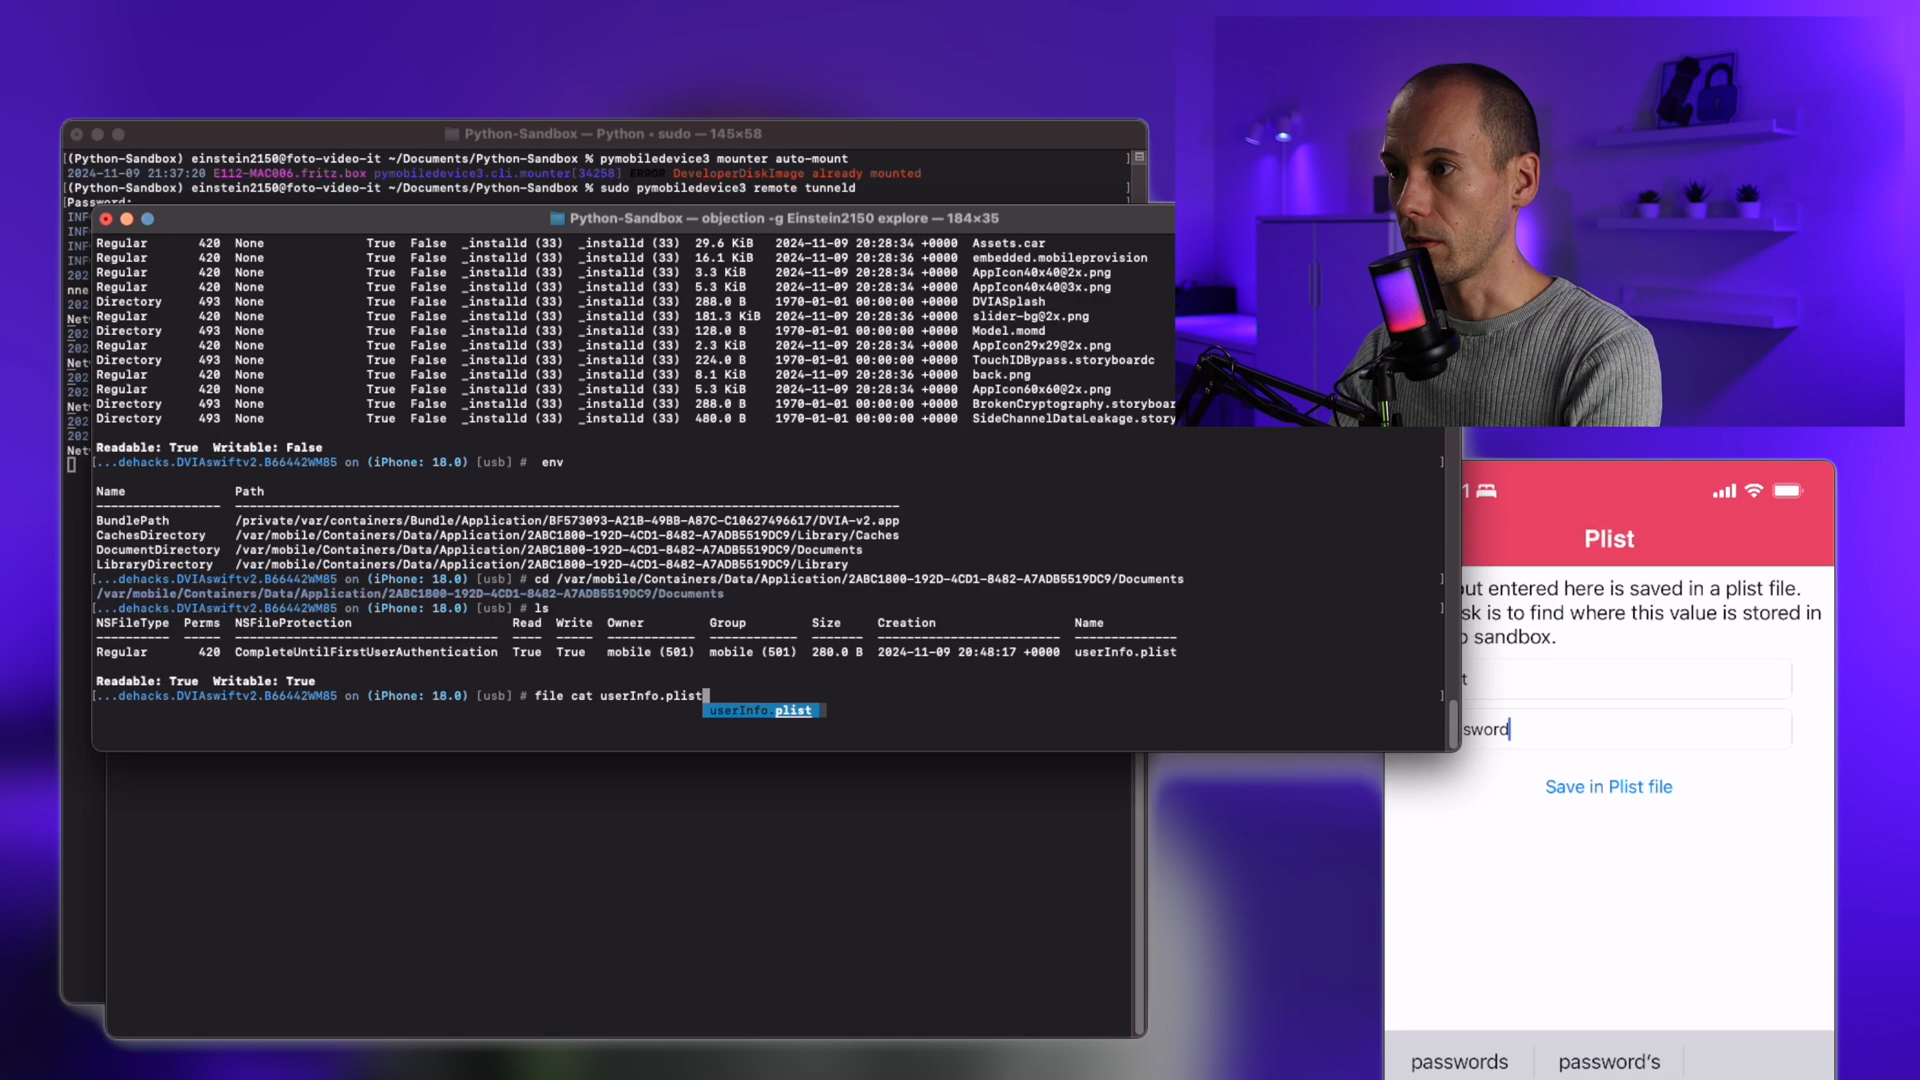 Python-Sandbox — Python ◂ sudo — 145×58
[(Python-Sandbox) einstein2150@foto-video-it ~/Documents/Python-Sandbox % pymobiledevice3 mounter auto-mount ]
2024-11-09 21:37:20 E112-MAC006.fritz.box pymobiledevice3.cli.mounter[34258] ERROR DeveloperDiskImage already mounted
[(Python-Sandbox) einstein2150@foto-video-it ~/Documents/Python-Sandbox % sudo pymobiledevice3 remote tunneld ]
[Password:
INF
INF
INF
INF
202
nne
202
Net
202
202
Net
202
202
Net
202
202
Net
Python-Sandbox — objection -g Einstein2150 explore — 184×35
Regular 420 None True False _installd (33) _installd (33) 29.6 KiB 2024-11-09 20:28:34 +0000 Assets.car
Regular 420 None True False _installd (33) _installd (33) 16.1 KiB 2024-11-09 20:28:36 +0000 embedded.mobileprovision
Regular 420 None True False _installd (33) _installd (33) 3.3 KiB 2024-11-09 20:28:34 +0000 AppIcon40x40@2x.png
Regular 420 None True False _installd (33) _installd (33) 5.3 KiB 2024-11-09 20:28:34 +0000 AppIcon40x40@3x.png
Directory 493 None True False _installd (33) _installd (33) 288.0 B 1970-01-01 00:00:00 +0000 DVIASplash
Regular 420 None True False _installd (33) _installd (33) 181.3 KiB 2024-11-09 20:28:34 +0000 slider-bg@2x.png
Directory 493 None True False _installd (33) _installd (33) 128.0 B 1970-01-01 00:00:00 +0000 Model.momd
Regular 420 None True False _installd (33) _installd (33) 2.3 KiB 2024-11-09 20:28:34 +0000 AppIcon29x29@2x.png
Directory 493 None True False _installd (33) _installd (33) 224.0 B 1970-01-01 00:00:00 +0000 TouchIDBypass.storyboardc
Regular 420 None True False _installd (33) _installd (33) 8.1 KiB 2024-11-09 20:28:36 +0000 back.png
Regular 420 None True False _installd (33) _installd (33) 5.3 KiB 2024-11-09 20:28:34 +0000 AppIcon60x60@2x.png
Directory 493 None True False _installd (33) _installd (33) 288.0 B 1970-01-01 00:00:00 +0000 BrokenCryptography.storyboar
Directory 493 None True False _installd (33) _installd (33) 480.0 B 1970-01-01 00:00:00 +0000 SideChannelDataLeakage.story
Readable: True Writable: False
[...dehacks.DVIAswiftv2.B66442WM85 on (iPhone: 18.0) [usb] # env ]
Name Path
BundlePath /private/var/containers/Bundle/Application/BF573093-A21B-49BB-A87C-C10627496617/DVIA-v2.app
CachesDirectory /var/mobile/Containers/Data/Application/2ABC1800-192D-4CD1-8482-A7ADB5519DC9/Library/Caches
DocumentDirectory /var/mobile/Containers/Data/Application/2ABC1800-192D-4CD1-8482-A7ADB5519DC9/Documents
LibraryDirectory /var/mobile/Containers/Data/Application/2ABC1800-192D-4CD1-8482-A7ADB5519DC9/Library
[...dehacks.DVIAswiftv2.B66442WM85 on (iPhone: 18.0) [usb] # cd /var/mobile/Containers/Data/Application/2ABC1800-192D-4CD1-8482-A7ADB5519DC9/Documents ]
/var/mobile/Containers/Data/Application/2ABC1800-192D-4CD1-8482-A7ADB5519DC9/Documents
[...dehacks.DVIAswiftv2.B66442WM85 on (iPhone: 18.0) [usb] # ls ]
NSFileType Perms NSFileProtection Read Write Owner Group Size Creation Name
Regular 420 CompleteUntilFirstUserAuthentication True True mobile (501) mobile (501) 280.0 B 2024-11-09 20:48:17 +0000 userInfo.plist
Readable: True Writable: True
[...dehacks.DVIAswiftv2.B66442WM85 on (iPhone: 18.0) [usb] # file cat userInfo.plist ]
userInfo.plist
1
Plist
out entered here is saved in a plist file.
sk is to find where this value is stored in
sandbox.
t
sword
Save in Plist file
passwords password's